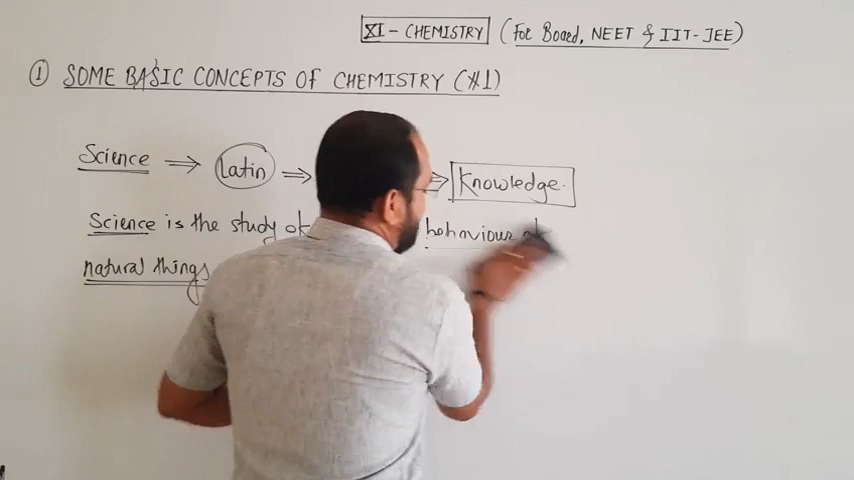 XI - CHEMISTRY (For Board, NEET & IIT-JEE)
① SOME BASIC CONCEPTS OF CHEMISTRY (#1)
Science ⇒ Latin ⇒ ⇒ Knowledge.
Science is the study of behaviour of
natural things